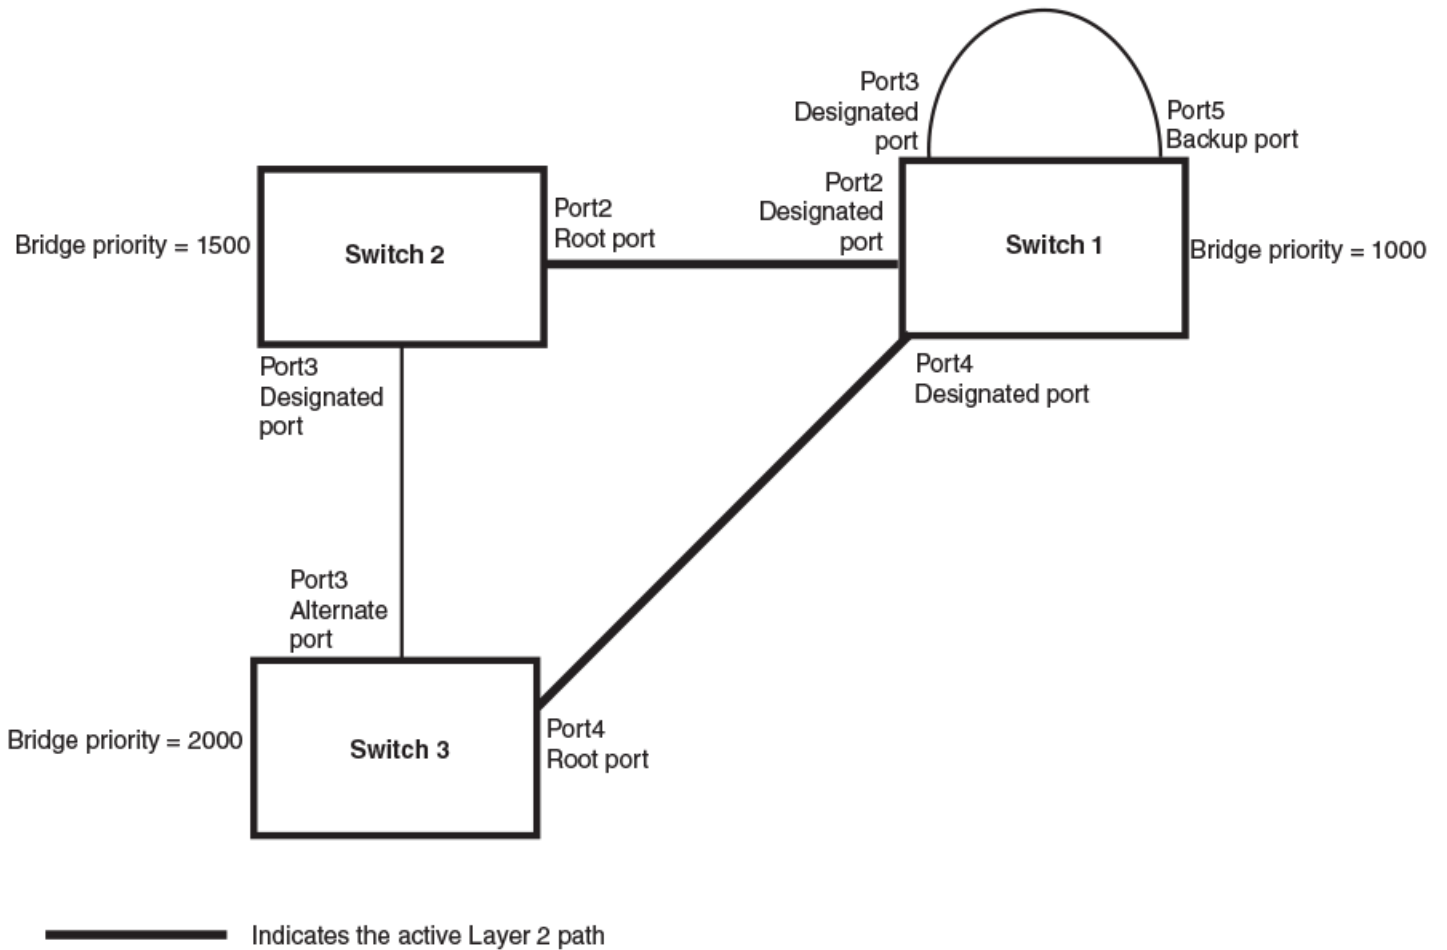 Port3
Designated
port
Port5
Backup port
Port2
Designated
port
Port2
Root port
Bridge priority = 1500
Switch 2
Switch 1
Bridge priority = 1000
Port3
Designated
port
Port4
Designated port
Port3
Alternate
port
Bridge priority = 2000
Switch 3
Port4
Root port
Indicates the active Layer 2 path